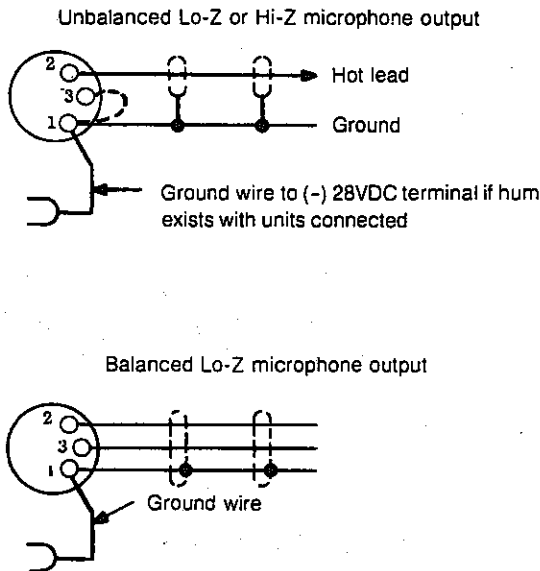 Unbalanced Lo-Z or Hi-Z microphone output
2
Hot lead
3
1
Ground
Ground wire to (-) 28VDC terminal if hum
exists with units connected
Balanced Lo-Z microphone output
2
3
1
Ground wire